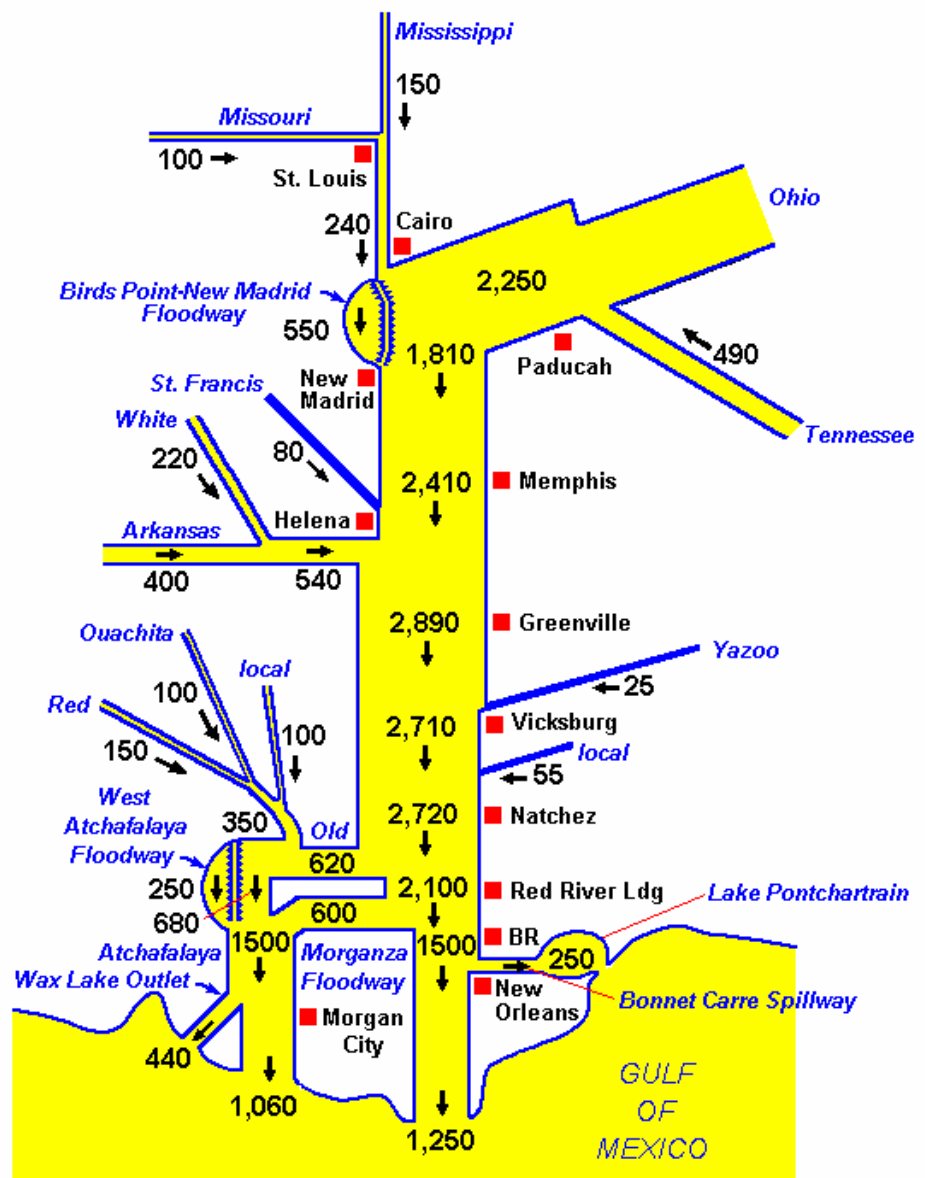 Mississippi
150
Missouri
100
St. Louis
Ohio
240
Cairo
2,250
Birds Point-New Madrid
Floodway
550
1,810
490
Paducah
New
Madrid
St. Francis
White
Tennessee
220
80
2,410
Memphis
Helena
Arkansas
400
540
2,890
Greenville
Ouachita
local
Yazoo
Red
100
25
150
100
2,710
Vicksburg
local
55
West
Atchafalaya
Floodway
350
Old
2,720
Natchez
620
250
2,100
Red River Ldg
Lake Pontchartrain
680
600
BR
Atchafalaya
1500
Morganza
Floodway
1500
250
Wax Lake Outlet
New
Orleans
Bonnet Carre Spillway
Morgan
City
440
1,060
1,250
GULF
OF
MEXICO